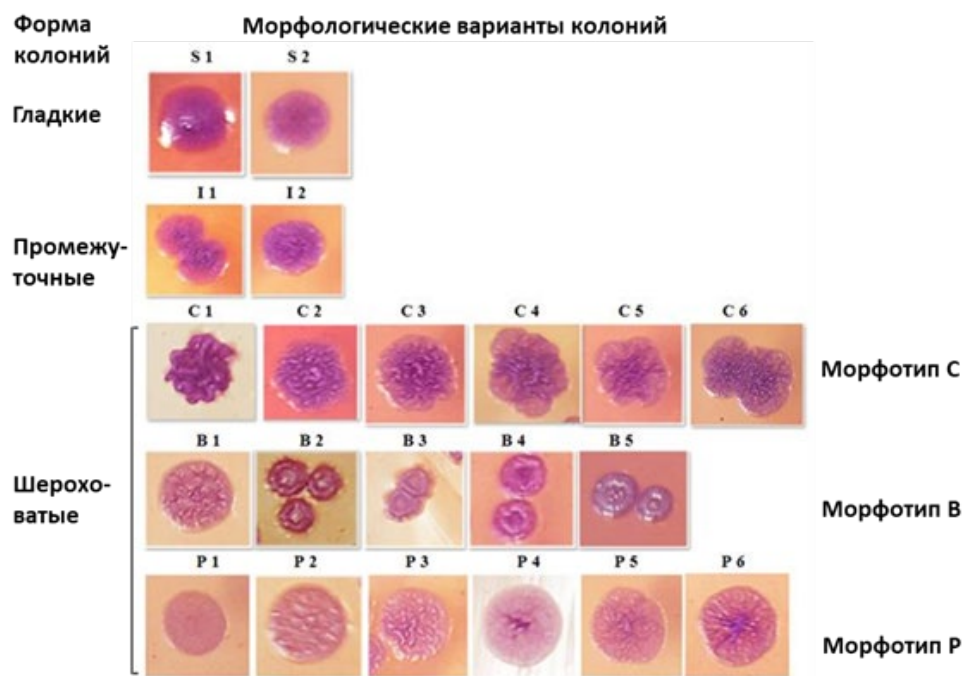 Форма
колоний
Морфологические варианты колоний
S 1 S 2
Гладкие
I 1 I 2
Промежу-
точные
C 1 C 2 C 3 C 4 C 5 C 6
Морфотип С
B 1 B 2 B 3 B 4 B 5
Шерохо-
ватые
Морфотип В
P 1 P 2 P 3 P 4 P 5 P 6
Морфотип Р